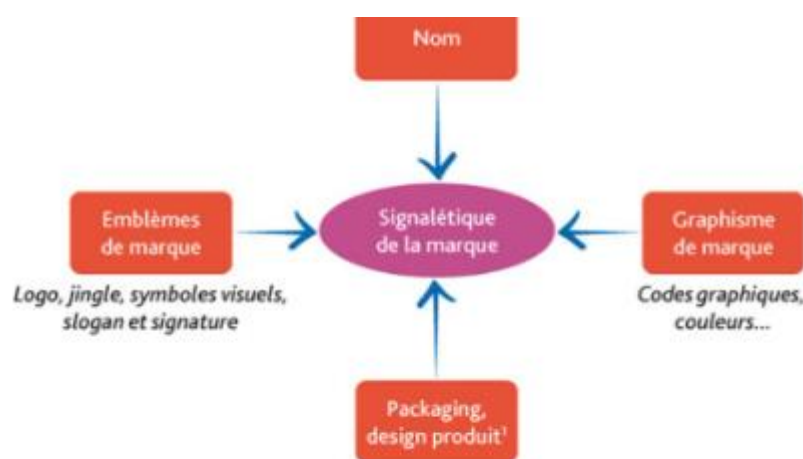 Nom
Emblèmes
de marque
Signalétique
de la marque
Graphisme
de marque
Logo, jingle, symboles visuels,
slogan et signature
Codes graphiques,
couleurs...
Packaging,
design produit¹